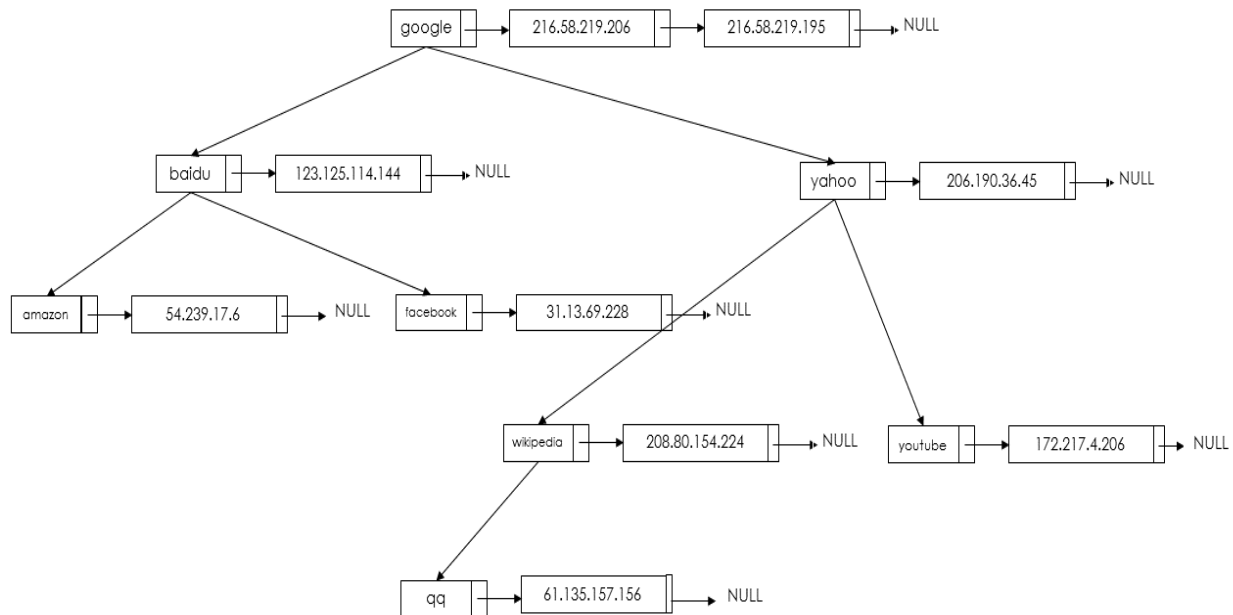 google 216.58.219.206 216.58.219.195 NULL
baidu 123.125.114.144 NULL
yahoo 206.190.36.45 NULL
amazon 54.239.17.6 NULL
facebook 31.13.69.228 NULL
wikipedia 208.80.154.224 NULL
youtube 172.217.4.206 NULL
qq 61.135.157.156 NULL